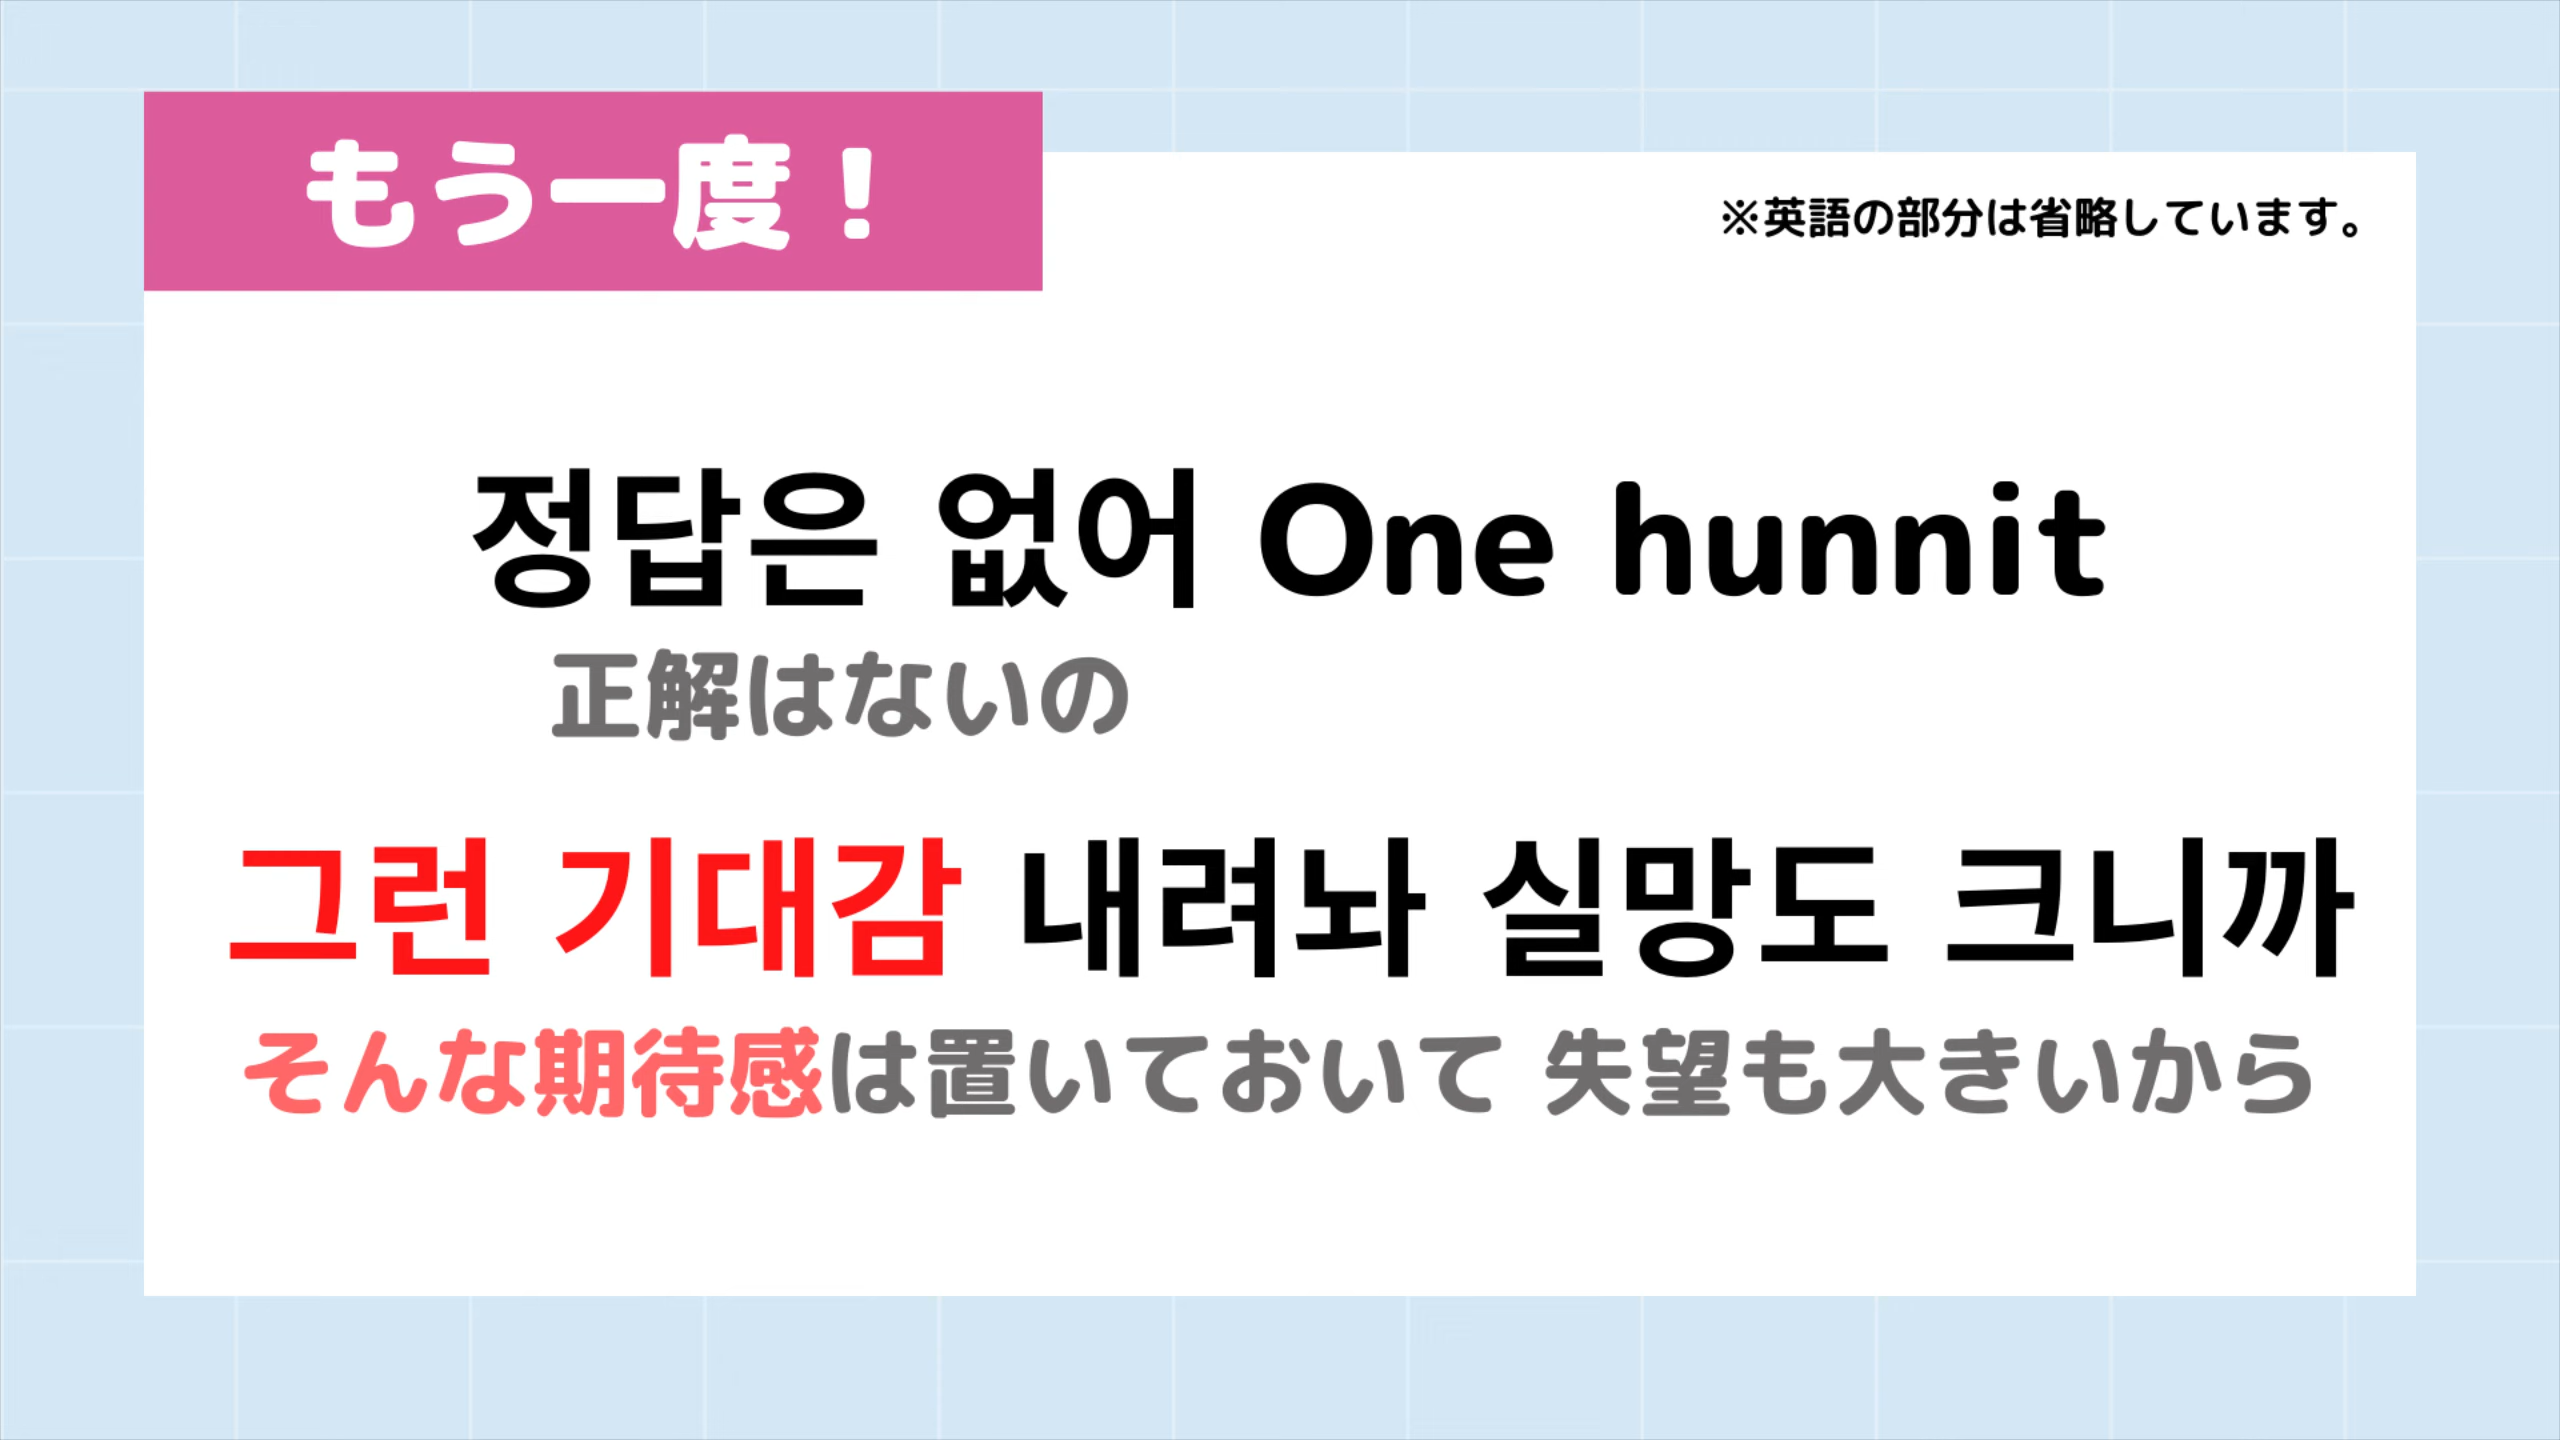 もう一度！
※英語の部分は省略しています。
정답은 없어 One hunnit
正解はないの
그런 기대감 내려놔 실망도 크니까
そんな期待感は置いておいて 失望も大きいから